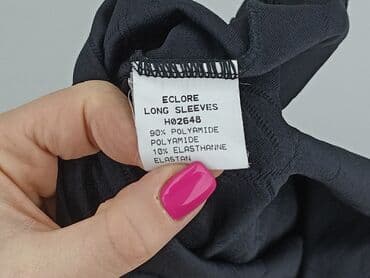 ECLORE
LONG SLEEVES
H02648
90% POLYAMIDE
POLYAMIDE
10% ELASTHANNE
ELASTAN